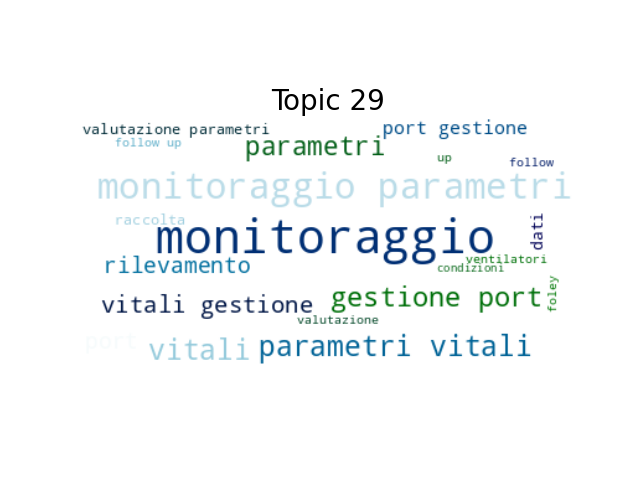 Topic 29
valutazione parametri
port gestione
follow up
parametri
up
follow
monitoraggio parametri
raccolta
monitoraggio
dati
rilevamento
ventilatori
condizioni
vitali gestione
gestione port
foley
valutazione
port
vitali
parametri vitali